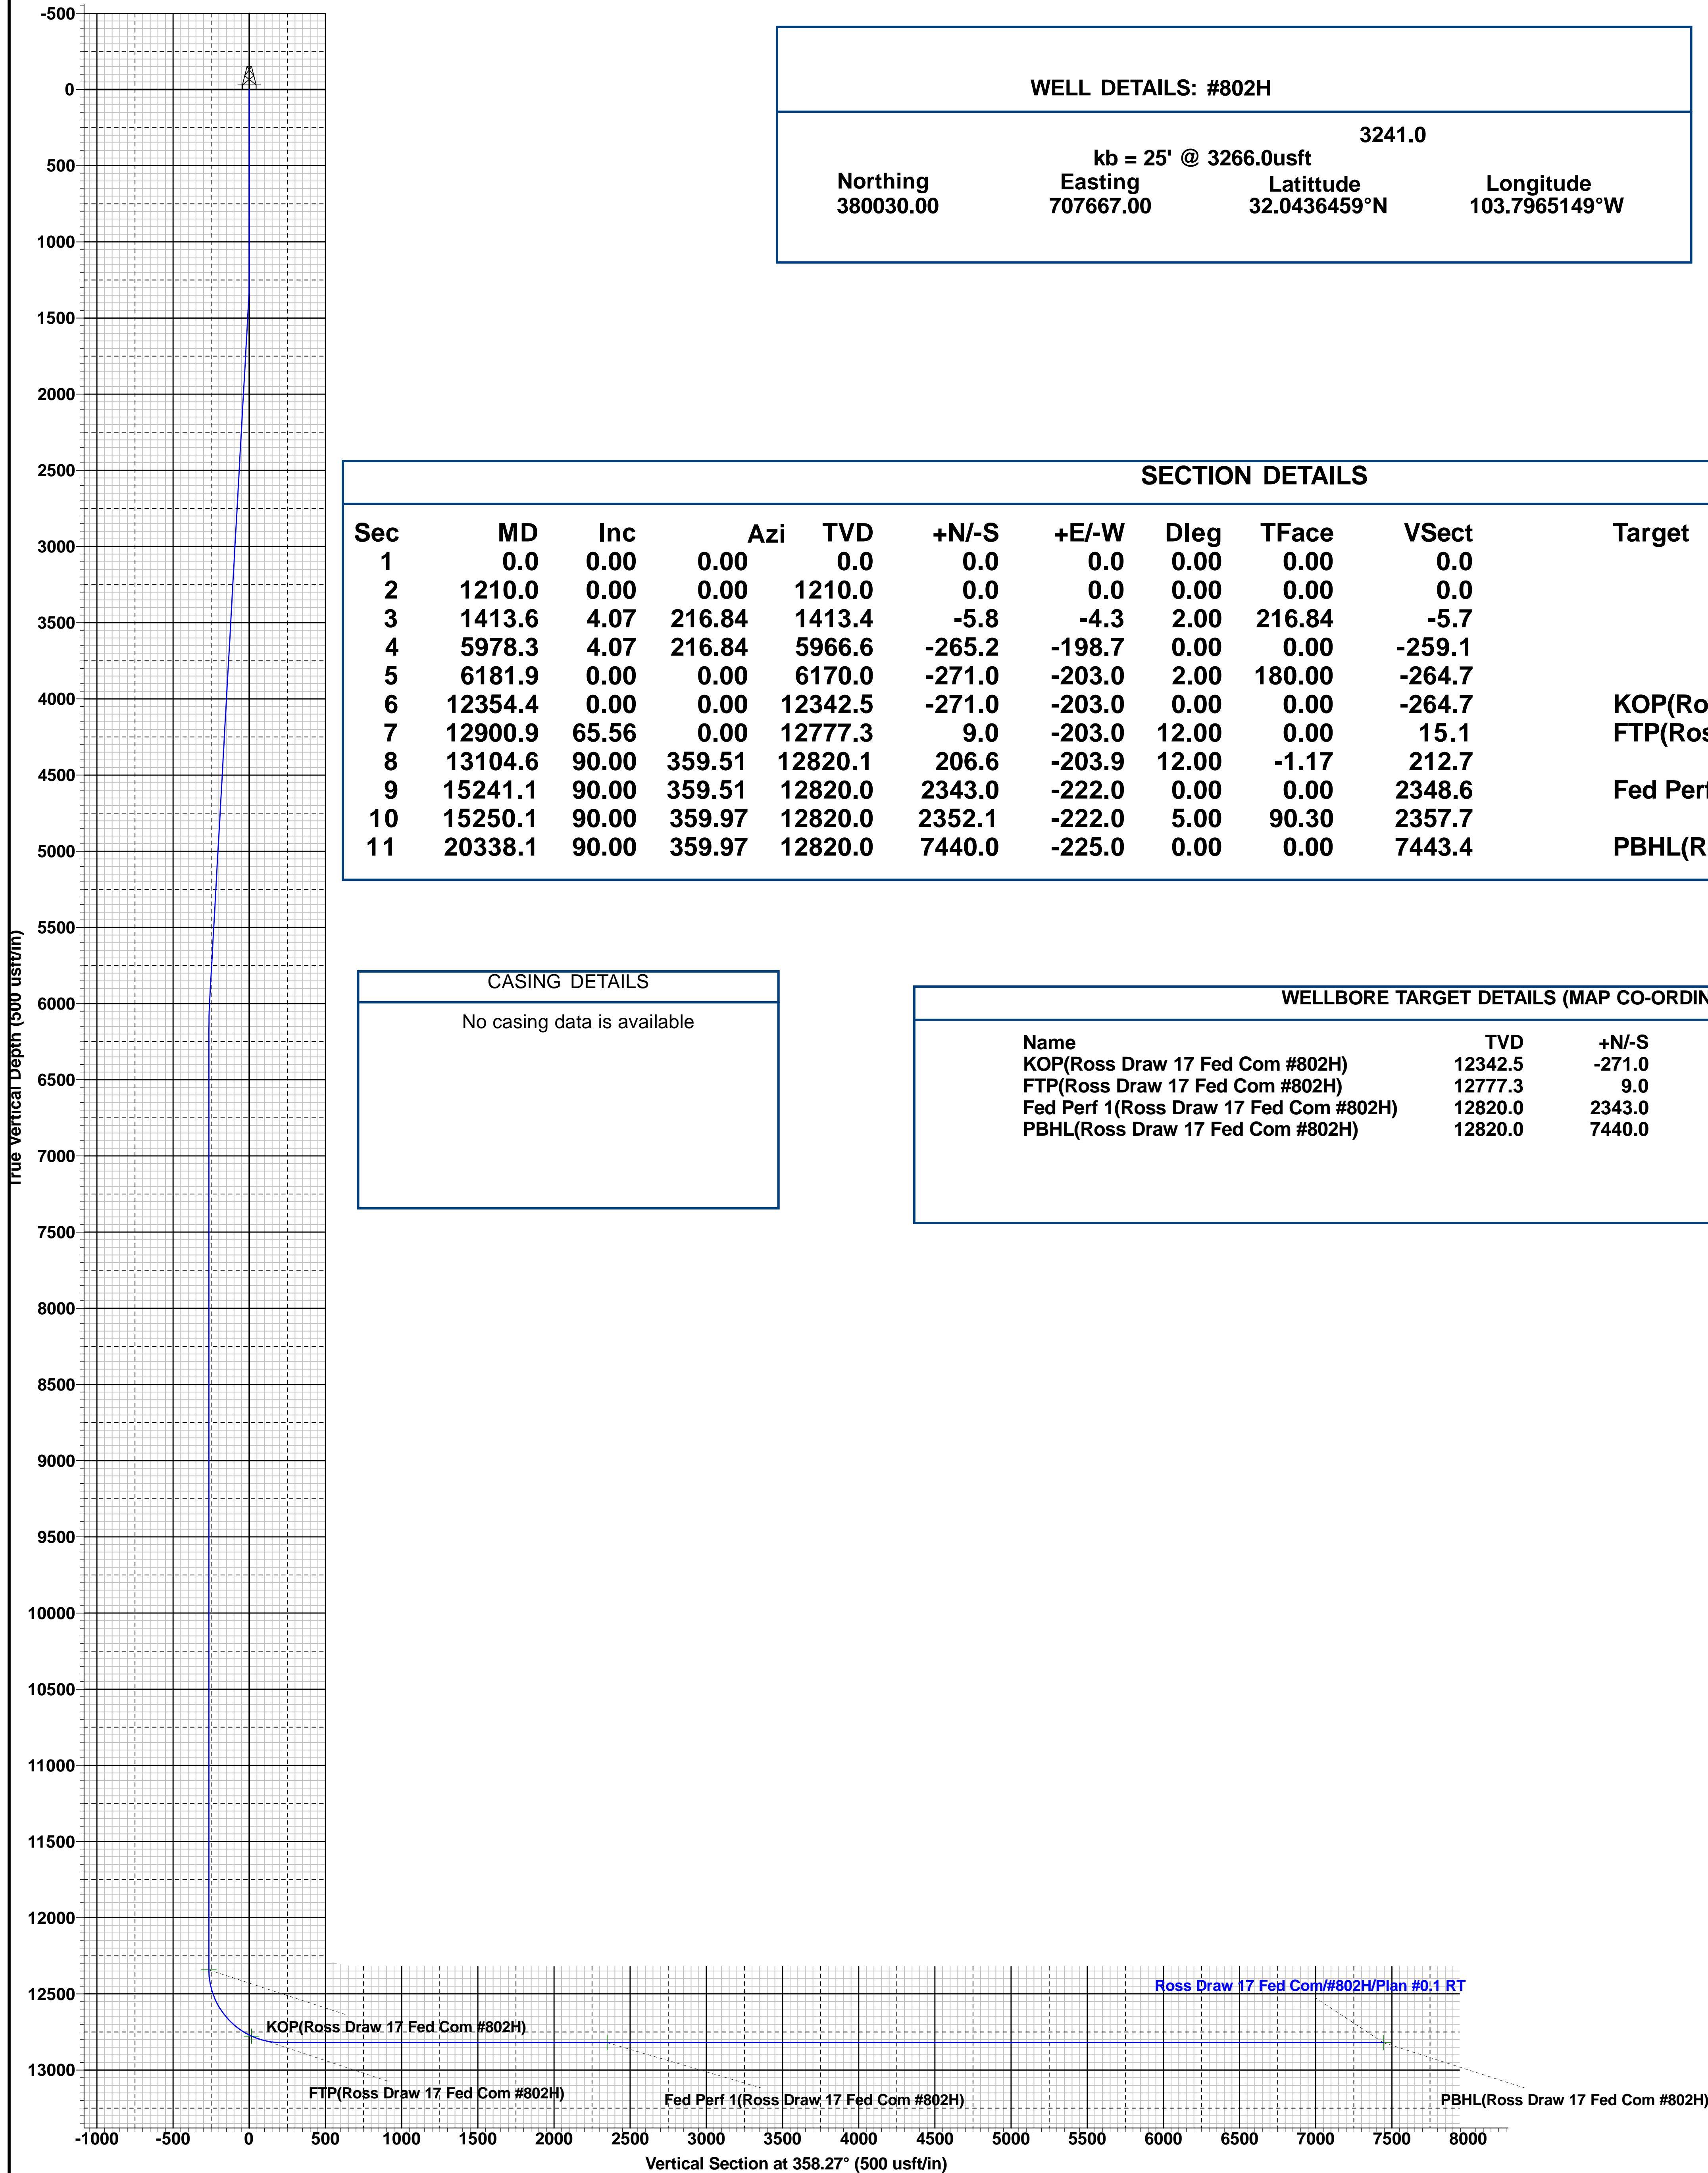 WELL DETAILS: #802H
3241.0
kb = 25' @ 3266.0usft
Northing Easting Latittude Longitude
380030.00 707667.00 32.0436459°N 103.7965149°W
SECTION DETAILS
Sec MD Inc Azi TVD +N/-S +E/-W Dleg TFace VSect Target
1 0.0 0.00 0.00 0.0 0.0 0.0 0.00 0.00 0.0
2 1210.0 0.00 0.00 1210.0 0.0 0.0 0.00 0.00 0.0
3 1413.6 4.07 216.84 1413.4 -5.8 -4.3 2.00 216.84 -5.7
4 5978.3 4.07 216.84 5966.6 -265.2 -198.7 0.00 0.00 -259.1
5 6181.9 0.00 0.00 6170.0 -271.0 -203.0 2.00 180.00 -264.7
6 12354.4 0.00 0.00 12342.5 -271.0 -203.0 0.00 0.00 -264.7 KOP(Ro
7 12900.9 65.56 0.00 12777.3 9.0 -203.0 12.00 0.00 15.1 FTP(Ros
8 13104.6 90.00 359.51 12820.1 206.6 -203.9 12.00 -1.17 212.7
9 15241.1 90.00 359.51 12820.0 2343.0 -222.0 0.00 0.00 2348.6 Fed Perf
10 15250.1 90.00 359.97 12820.0 2352.1 -222.0 5.00 90.30 2357.7
11 20338.1 90.00 359.97 12820.0 7440.0 -225.0 0.00 0.00 7443.4 PBHL(R
CASING DETAILS
No casing data is available
WELLBORE TARGET DETAILS (MAP CO-ORDIN
Name TVD +N/-S
KOP(Ross Draw 17 Fed Com #802H) 12342.5 -271.0
FTP(Ross Draw 17 Fed Com #802H) 12777.3 9.0
Fed Perf 1(Ross Draw 17 Fed Com #802H) 12820.0 2343.0
PBHL(Ross Draw 17 Fed Com #802H) 12820.0 7440.0
True Vertical Depth (500 usft/in)
-500
0
500
1000
1500
2000
2500
3000
3500
4000
4500
5000
5500
6000
6500
7000
7500
8000
8500
9000
9500
10000
10500
11000
11500
12000
12500
13000
Ross Draw 17 Fed Com/#802H/Plan #0.1 RT
KOP(Ross Draw 17 Fed Com #802H)
FTP(Ross Draw 17 Fed Com #802H)
Fed Perf 1(Ross Draw 17 Fed Com #802H)
PBHL(Ross Draw 17 Fed Com #802H)
-1000 -500 0 500 1000 1500 2000 2500 3000 3500 4000 4500 5000 5500 6000 6500 7000 7500 8000
Vertical Section at 358.27° (500 usft/in)